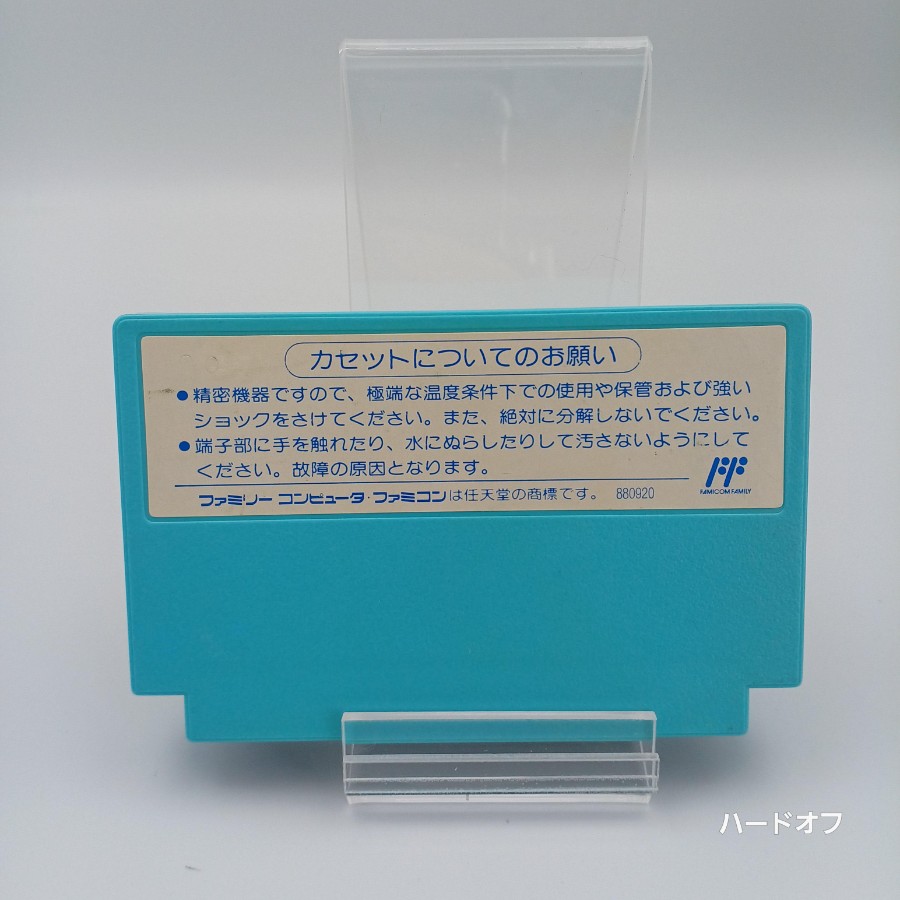 カセットについてのお願い
●精密機器ですので、極端な温度条件下での使用や保管および強い
ショックをさけてください。また、絶対に分解しないでください。
●端子部に手を触れたり、水にぬらしたりして汚さないようにして
ください。故障の原因となります。
FAMICOM FAMILY
ファミリー コンピュータ・ファミコンは任天堂の商標です。 880920
ハードオフ